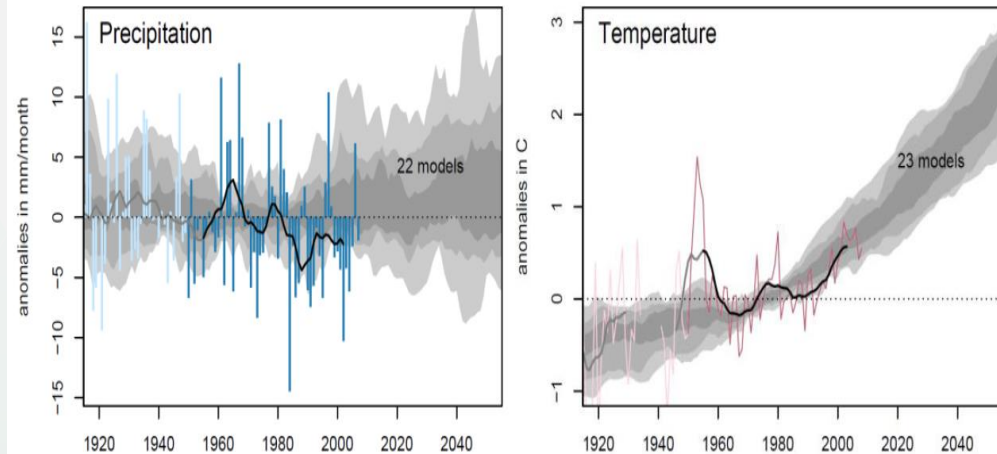 Precipitation
anomalies in mm/month
15
10
5
0
−5
−10
−15
22 models
1920 1940 1960 1980 2000 2020 2040
Temperature
anomalies in C
3
2
1
0
−1
23 models
1920 1940 1960 1980 2000 2020 2040